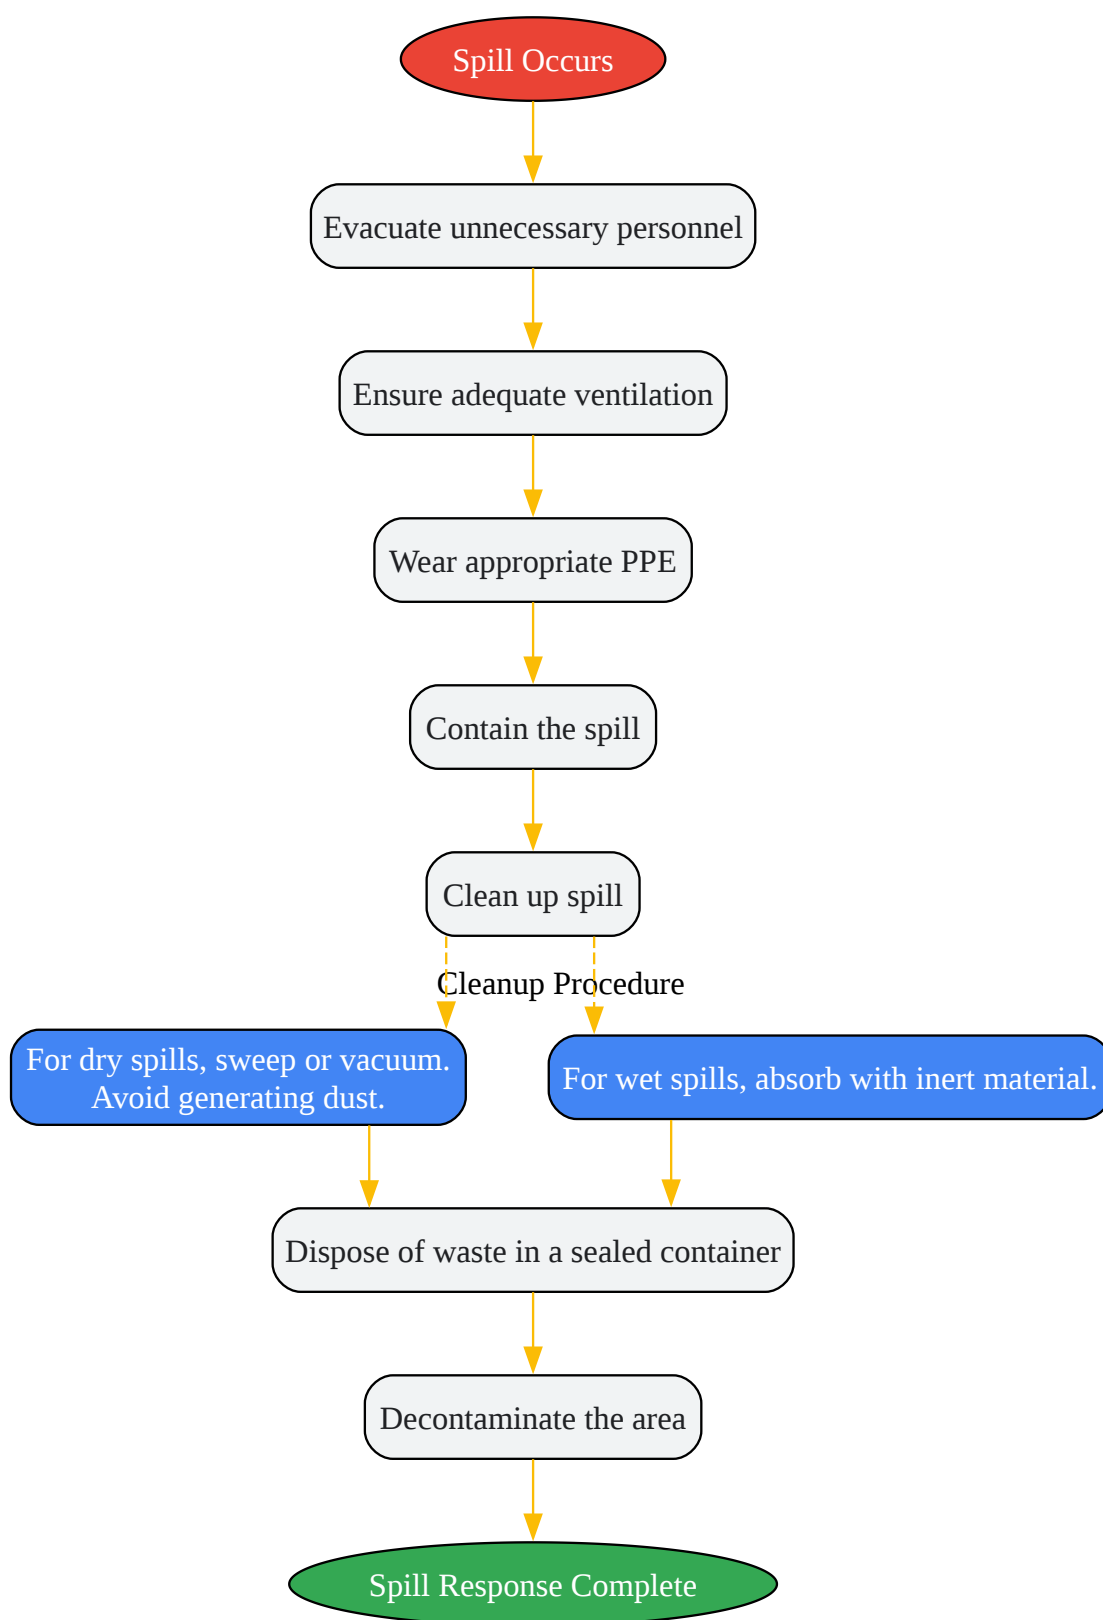 Spill Occurs
Evacuate unnecessary personnel
Ensure adequate ventilation
Wear appropriate PPE
Contain the spill
Clean up spill
Cleanup Procedure
For dry spills, sweep or vacuum.
Avoid generating dust.
For wet spills, absorb with inert material.
Dispose of waste in a sealed container
Decontaminate the area
Spill Response Complete